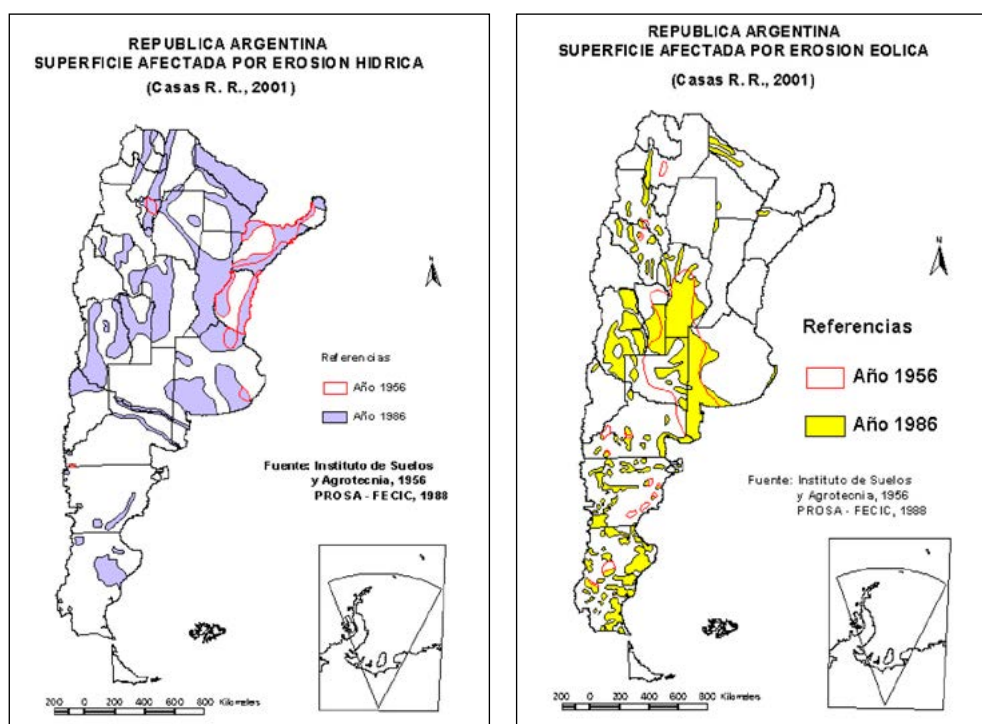 REPUBLICA ARGENTINA
SUPERFICIE AFECTADA POR EROSION HIDRICA
(Casas R. R., 2001)
N
Referencias
Año 1956
Año 1986
Fuente: Instituto de Suelos
y Agrotecnia, 1956
PROSA - FECIC, 1988
200 0 200 400 600 800 Kilometers
REPUBLICA ARGENTINA
SUPERFICIE AFECTADA POR EROSION EOLICA
(Casas R. R., 2001)
N
Referencias
Año 1956
Año 1986
Fuente: Instituto de Suelos
y Agrotecnia, 1956
PROSA - FECIC, 1988
200 0 200 400 600 800 Kilometers